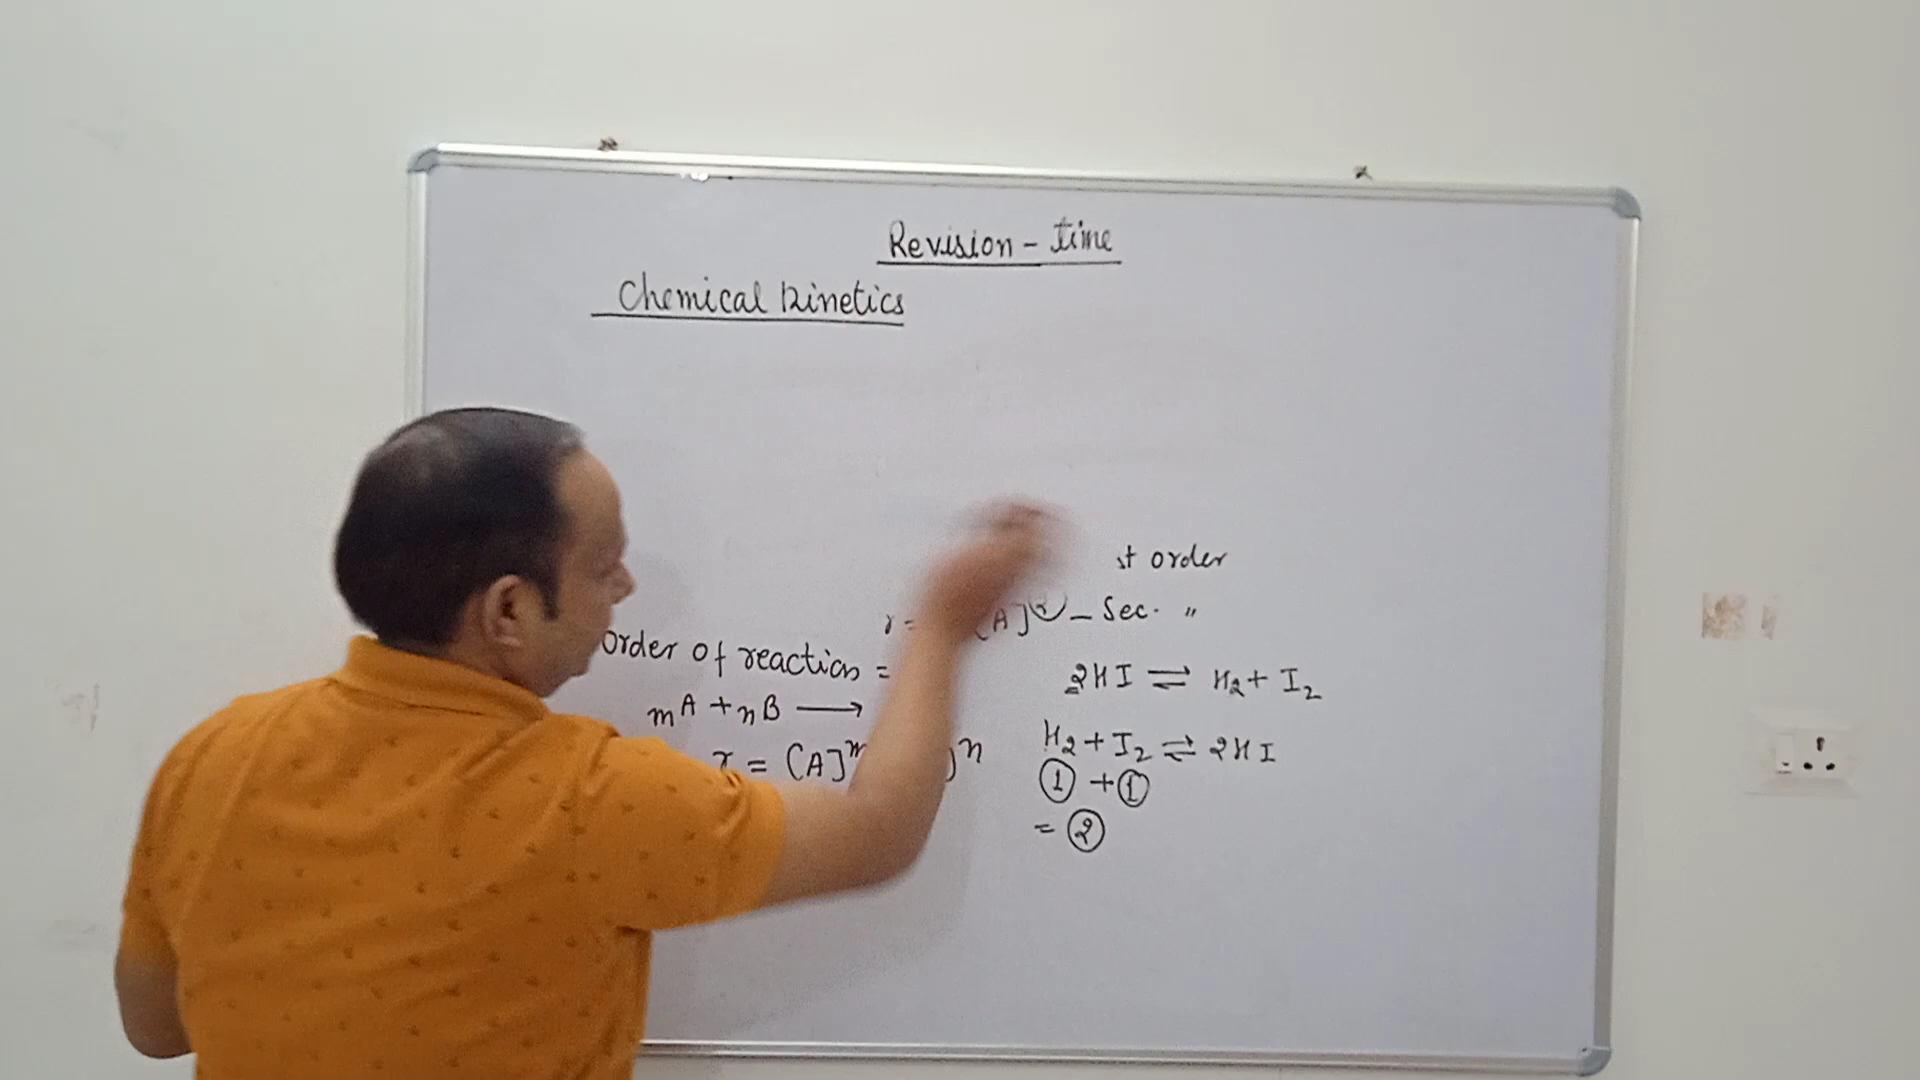 Revision - time
Chemical kinetics
st order
r = [A]² - Sec. "
Order of reaction =
2HI ⇌ H₂ + I₂
mA + nB ⟶
H₂ + I₂ ⇌ 2HI
r = [A]ᵐ ]ⁿ
① + ①
= ②